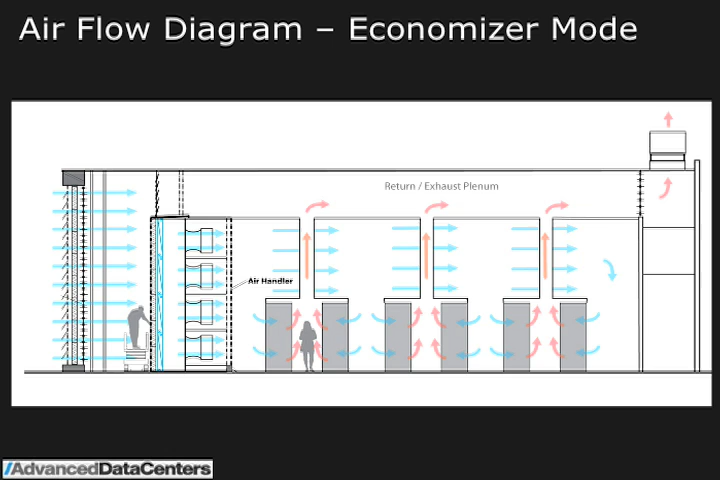 Air Flow Diagram – Economizer Mode
Return / Exhaust Plenum
Air Handler
/AdvancedDataCenters